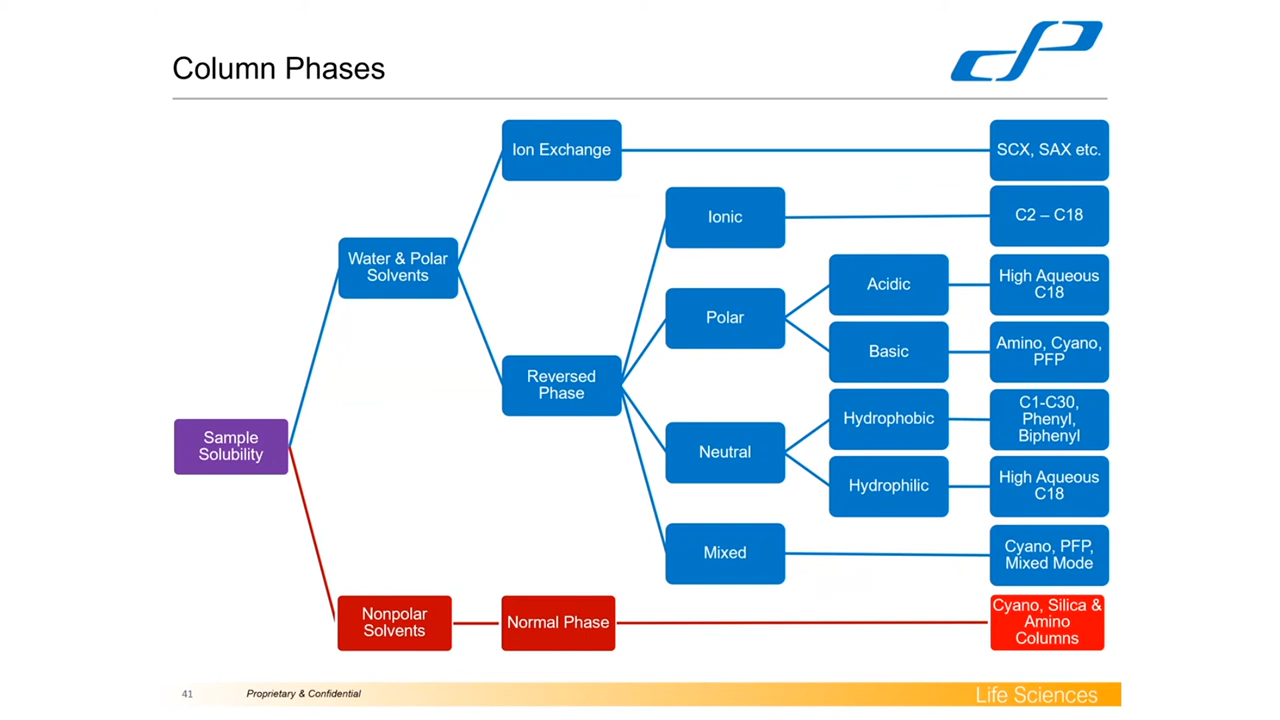 Column Phases
Ion Exchange
SCX, SAX etc.
Ionic
C2 – C18
Water & Polar
Solvents
Acidic
High Aqueous
C18
Polar
Basic
Amino, Cyano,
PFP
Reversed
Phase
Hydrophobic
C1-C30,
Phenyl,
Biphenyl
Sample
Solubility
Neutral
Hydrophilic
High Aqueous
C18
Mixed
Cyano, PFP,
Mixed Mode
Nonpolar
Solvents
Normal Phase
Cyano, Silica &
Amino
Columns
41
Proprietary & Confidential
Life Sciences